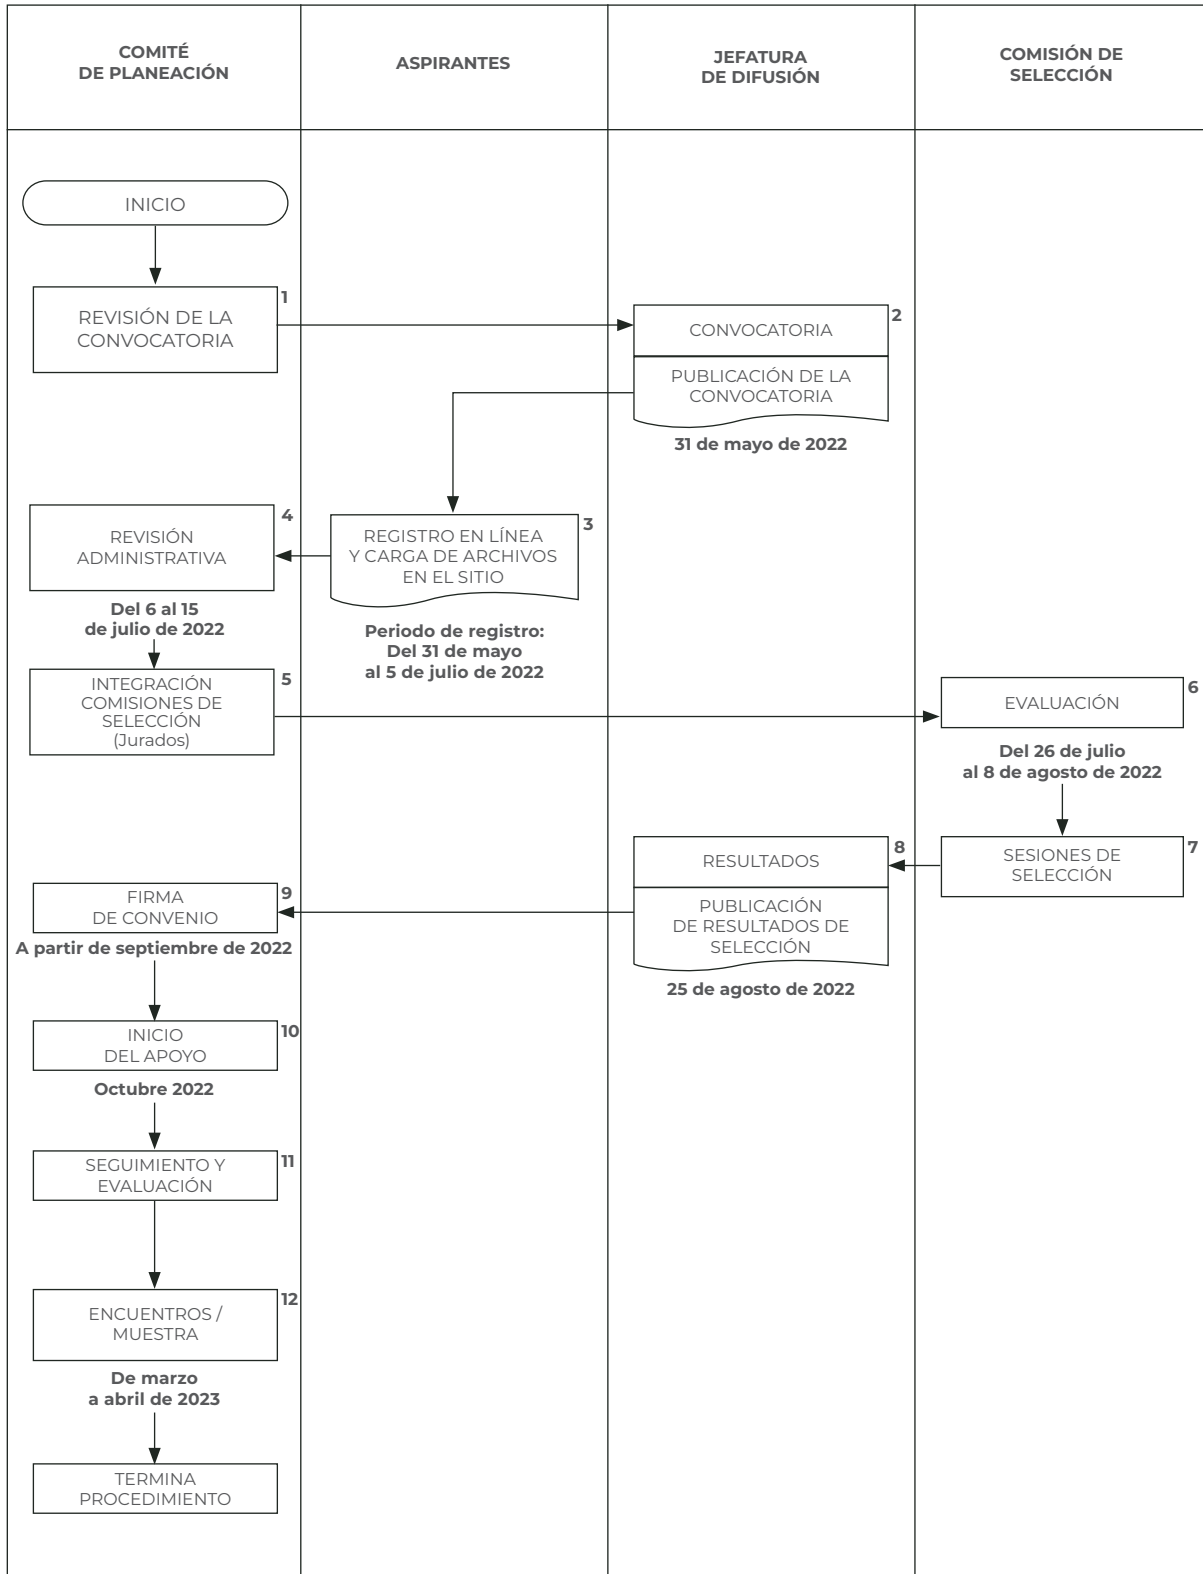 COMITÉ
DE PLANEACIÓN
ASPIRANTES
JEFATURA
DE DIFUSIÓN
COMISIÓN DE
SELECCIÓN
INICIO
1
REVISIÓN DE LA
CONVOCATORIA
2
CONVOCATORIA
PUBLICACIÓN DE LA
CONVOCATORIA
31 de mayo de 2022
3
REGISTRO EN LÍNEA
Y CARGA DE ARCHIVOS
EN EL SITIO
Periodo de registro:
Del 31 de mayo
al 5 de julio de 2022
4
REVISIÓN
ADMINISTRATIVA
Del 6 al 15
de julio de 2022
5
INTEGRACIÓN
COMISIONES DE
SELECCIÓN
(Jurados)
6
EVALUACIÓN
Del 26 de julio
al 8 de agosto de 2022
7
SESIONES DE
SELECCIÓN
8
RESULTADOS
PUBLICACIÓN
DE RESULTADOS DE
SELECCIÓN
25 de agosto de 2022
9
FIRMA
DE CONVENIO
A partir de septiembre de 2022
10
INICIO
DEL APOYO
Octubre 2022
11
SEGUIMIENTO Y
EVALUACIÓN
12
ENCUENTROS /
MUESTRA
De marzo
a abril de 2023
TERMINA
PROCEDIMIENTO